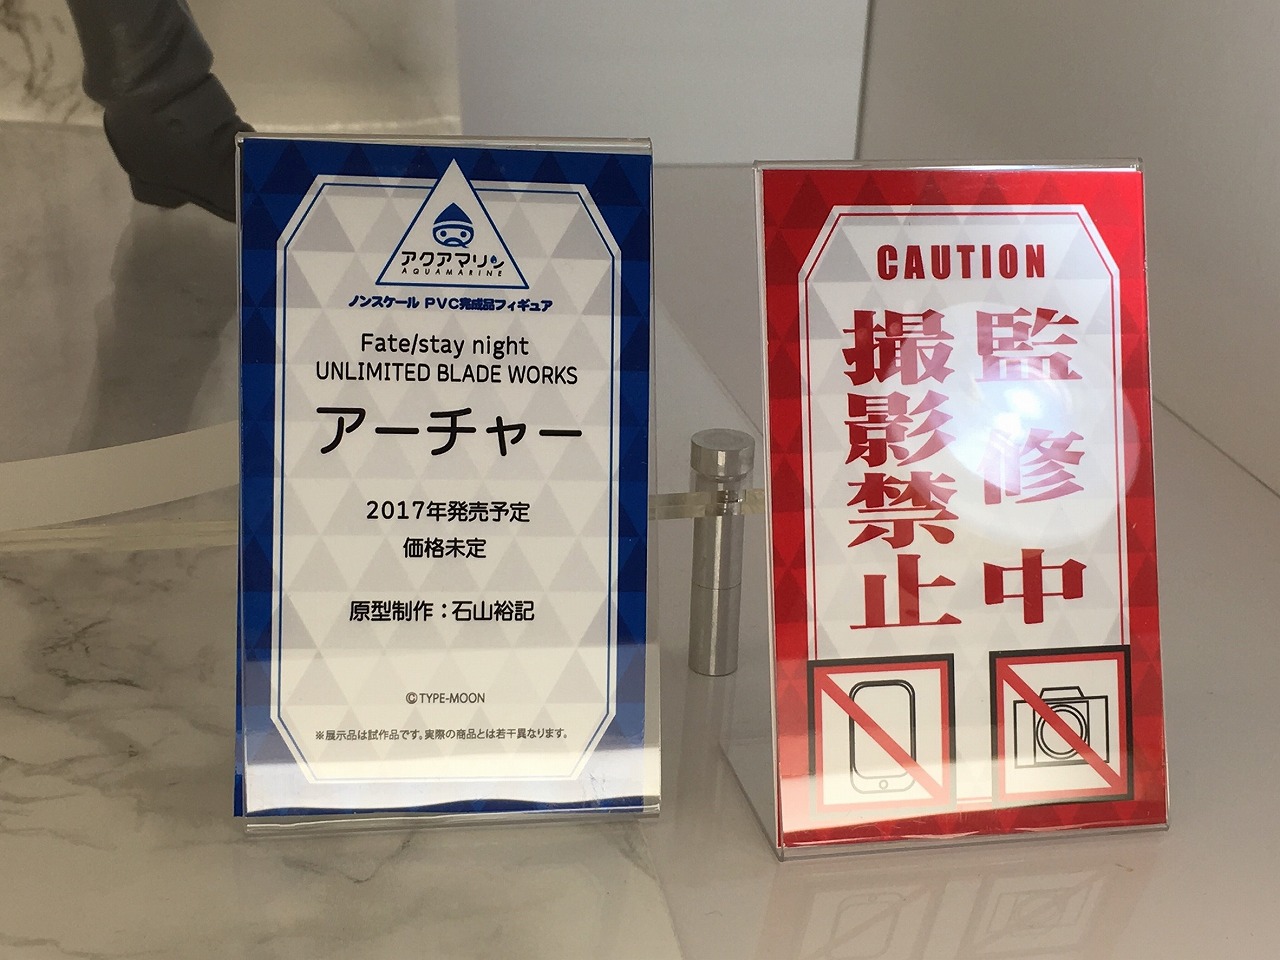 アクアマリン
AQUAMARINE
ノンスケール PVC完成品フィギュア
Fate/stay night
UNLIMITED BLADE WORKS
アーチャー
2017年発売予定
価格未定
原型制作：石山裕記
©TYPE-MOON
※展示品は試作品です。実際の商品とは若干異なります。
CAUTION
監修中
撮影禁止